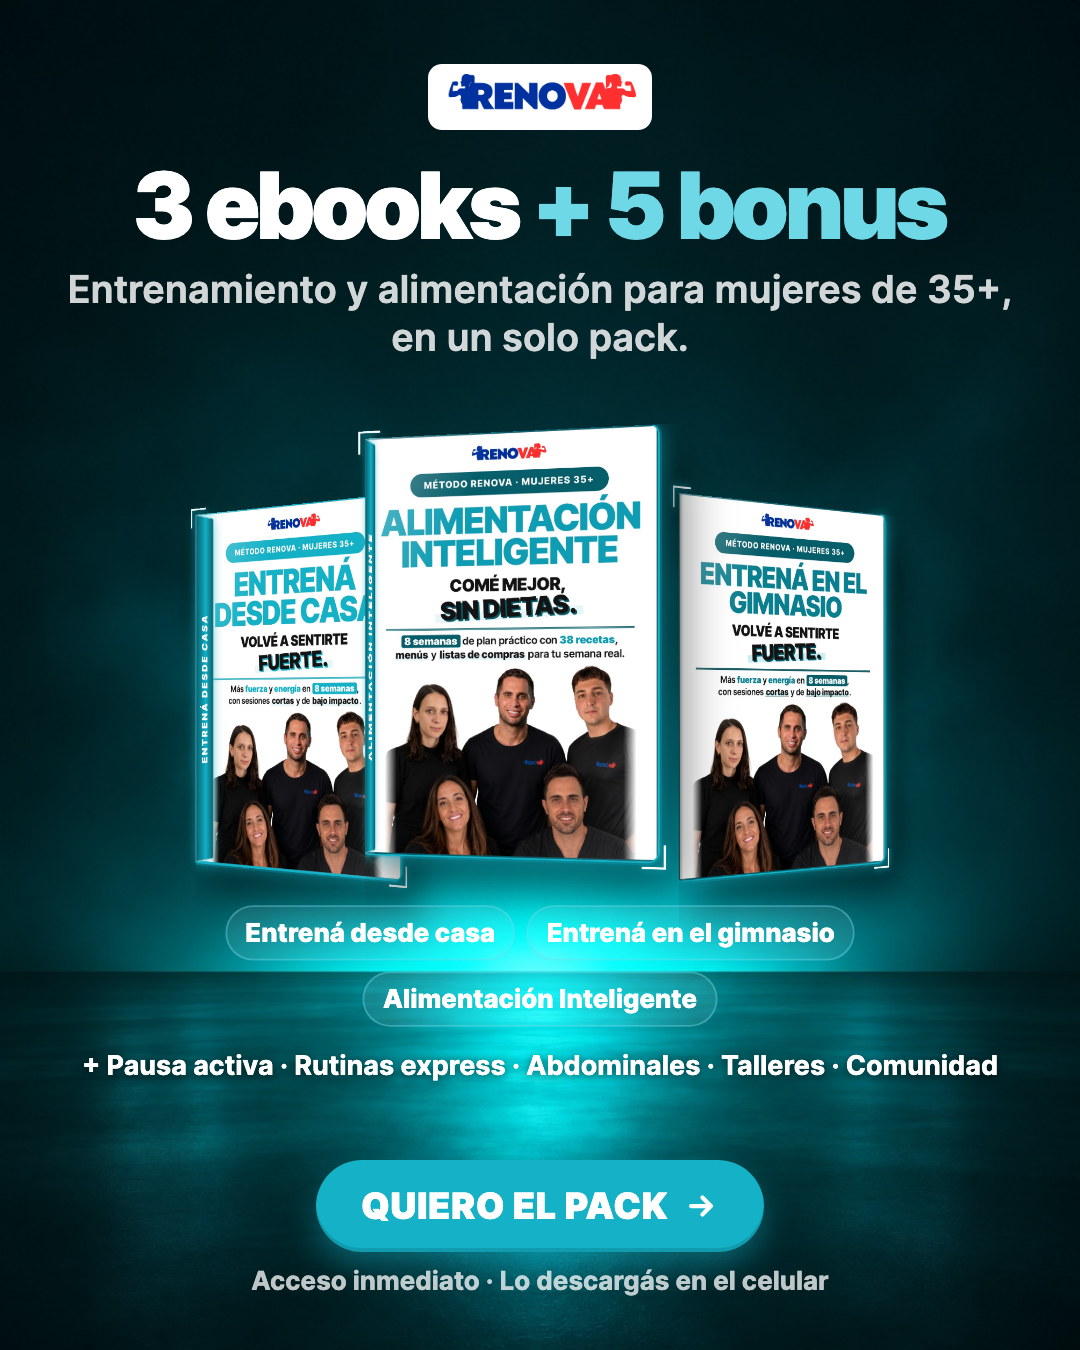 RENOVA
3 ebooks + 5 bonus
Entrenamiento y alimentación para mujeres de 35+,
en un solo pack.
RENOVA
MÉTODO RENOVA · MUJERES 35+
ENTRENÁ
DESDE CASA
VOLVÉ A SENTIRTE
FUERTE.
Más fuerza y energía en 8 semanas
con sesiones cortas y de bajo impacto.
ENTRENÁ DESDE CASA
RENOVA
MÉTODO RENOVA · MUJERES 35+
ALIMENTACIÓN
INTELIGENTE
COMÉ MEJOR,
SIN DIETAS.
8 semanas de plan práctico con 38 recetas,
menús y listas de compras para tu semana real.
ALIMENTACIÓN INTELIGENTE
RENOVA
MÉTODO RENOVA · MUJERES 35+
ENTRENÁ EN EL
GIMNASIO
VOLVÉ A SENTIRTE
FUERTE.
Más fuerza y energía en 8 semanas
con sesiones cortas y de bajo impacto.
Entrená desde casa
Entrená en el gimnasio
Alimentación Inteligente
+ Pausa activa · Rutinas express · Abdominales · Talleres · Comunidad
QUIERO EL PACK →
Acceso inmediato · Lo descargás en el celular